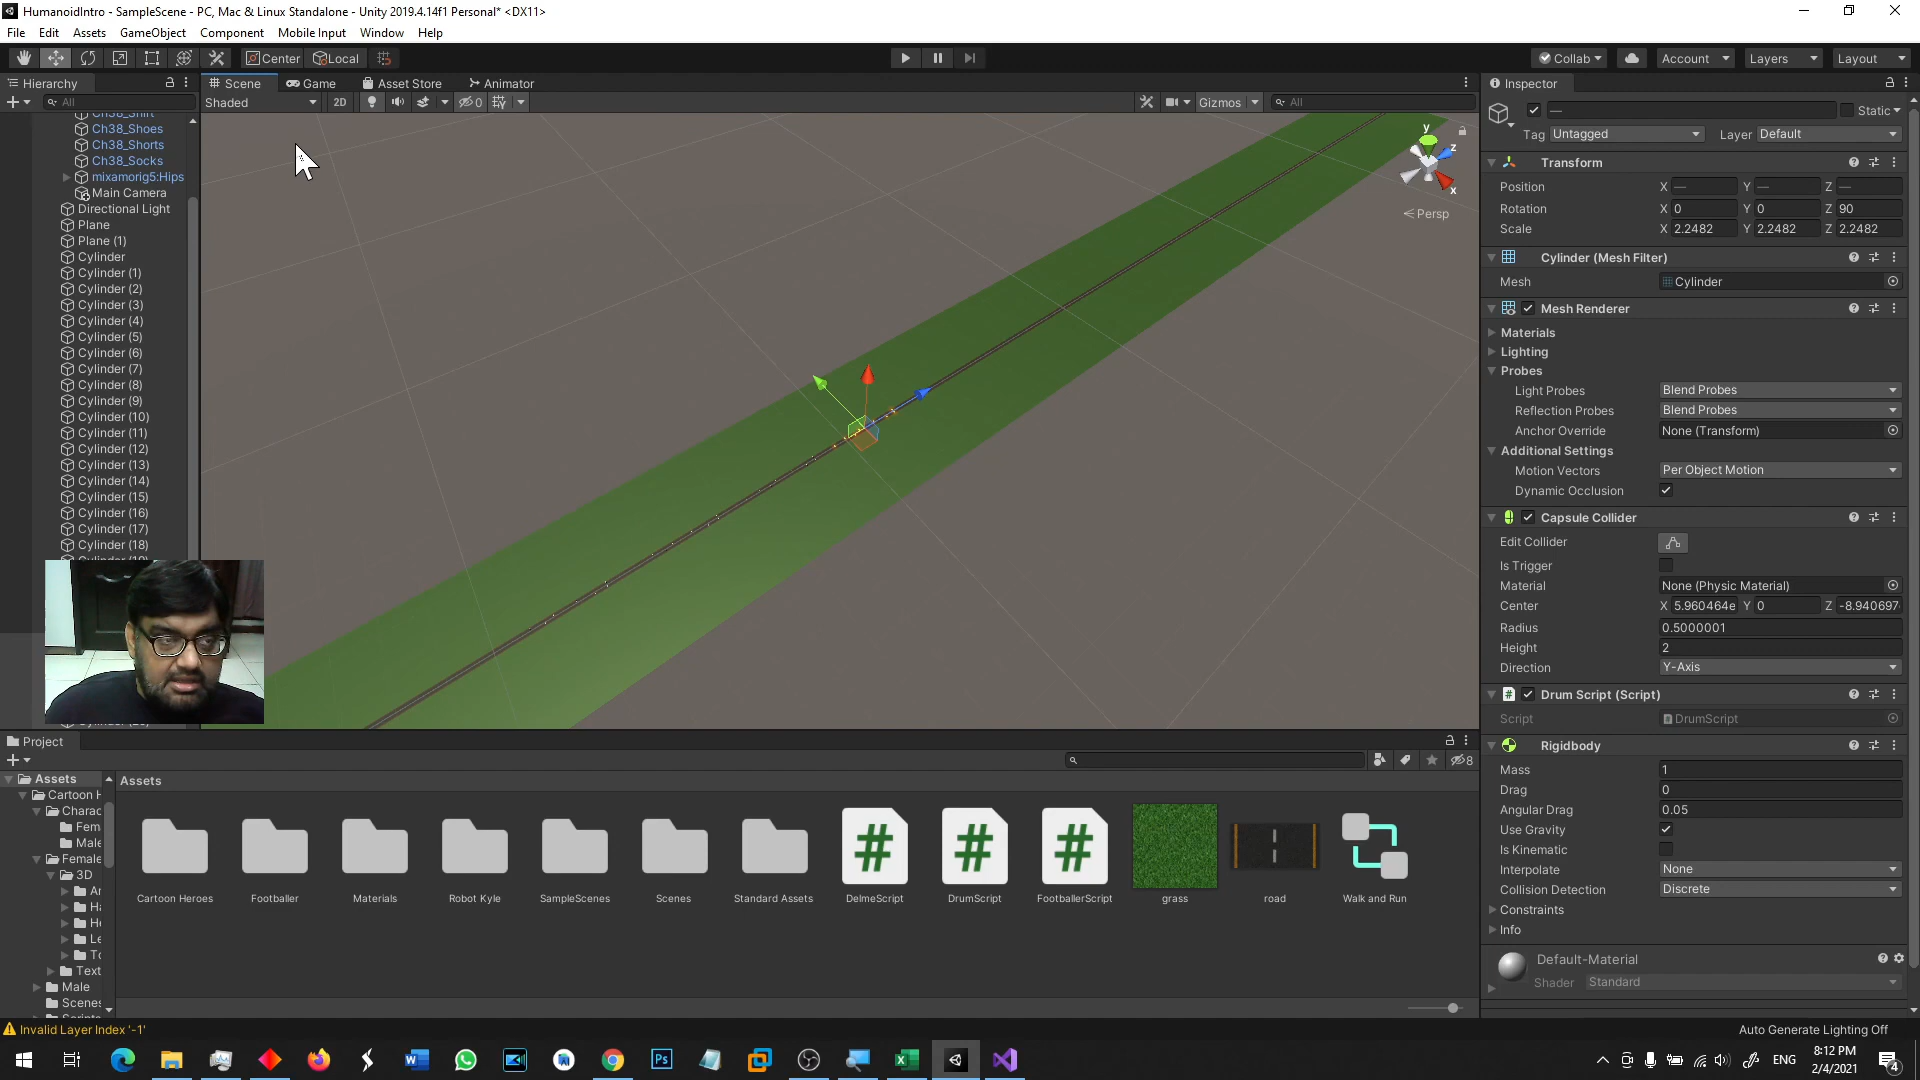 HumanoidIntro - SampleScene - PC, Mac & Linux Standalone - Unity 2019.4.14f1 Personal* <DX11>
File Edit Assets GameObject Component Mobile Input Window Help
Center Local Collab Account Layers Layout
Hierarchy
All
Ch38_Shirt
Ch38_Shoes
Ch38_Shorts
Ch38_Socks
mixamorig5:Hips
Main Camera
Directional Light
Plane
Plane (1)
Cylinder
Cylinder (1)
Cylinder (2)
Cylinder (3)
Cylinder (4)
Cylinder (5)
Cylinder (6)
Cylinder (7)
Cylinder (8)
Cylinder (9)
Cylinder (10)
Cylinder (11)
Cylinder (12)
Cylinder (13)
Cylinder (14)
Cylinder (15)
Cylinder (16)
Cylinder (17)
Cylinder (18)
Scene Game Asset Store Animator
Shaded 2D 0 Gizmos All
y
z
x
Persp
Inspector
— Static
Tag Untagged Layer Default
Transform
Position X — Y — Z —
Rotation X 0 Y 0 Z 90
Scale X 2.2482 Y 2.2482 Z 2.2482
Cylinder (Mesh Filter)
Mesh Cylinder
Mesh Renderer
Materials
Lighting
Probes
Light Probes Blend Probes
Reflection Probes Blend Probes
Anchor Override None (Transform)
Additional Settings
Motion Vectors Per Object Motion
Dynamic Occlusion
Capsule Collider
Edit Collider
Is Trigger
Material None (Physic Material)
Center X 5.960464e Y 0 Z -8.940697
Radius 0.5000001
Height 2
Direction Y-Axis
Drum Script (Script)
Script DrumScript
Rigidbody
Mass 1
Drag 0
Angular Drag 0.05
Use Gravity
Is Kinematic
Interpolate None
Collision Detection Discrete
Constraints
Info
Default-Material
Shader Standard
Project
8
Assets
Cartoon H
Charac
Fem
Male
Female
3D
Ar
Ha
He
Le
To
Text
Male
Scenes
Assets
Cartoon Heroes Footballer Materials Robot Kyle SampleScenes Scenes Standard Assets DelmeScript DrumScript FootballerScript grass road Walk and Run
Invalid Layer Index '-1'
Auto Generate Lighting Off
ENG
8:12 PM
2/4/2021
4